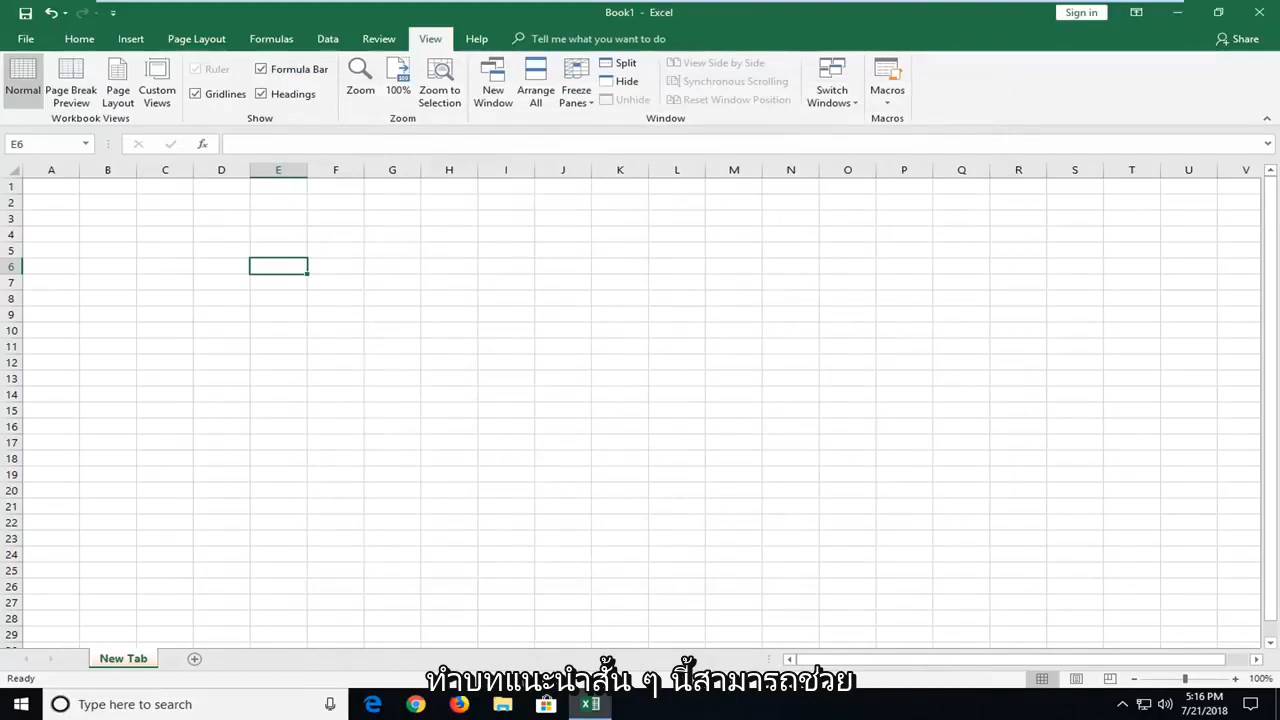 Book1 - Excel
Sign in
File Home Insert Page Layout Formulas Data Review View Help Tell me what you want to do Share
Normal
Page Break Preview
Page Layout
Custom Views
Workbook Views
Ruler
Formula Bar
Gridlines
Headings
Show
Zoom
100%
Zoom to Selection
Zoom
New Window
Arrange All
Freeze Panes
Split
Hide
Unhide
View Side by Side
Synchronous Scrolling
Reset Window Position
Window
Switch Windows
Macros
Macros
E6
fx
A B C D E F G H I J K L M N O P Q R S T U V
1
2
3
4
5
6
7
8
9
10
11
12
13
14
15
16
17
18
19
20
21
22
23
24
25
26
27
28
29
New Tab
Ready
100%
ทำบทแนะนำสั้น ๆ นี้สามารถช่วย
Type here to search
5:16 PM
7/21/2018